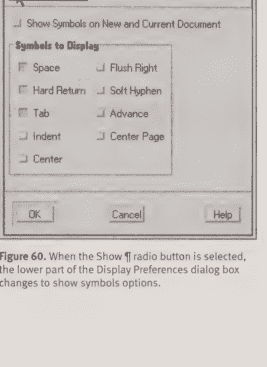 Show Symbols on New and Current Document
Symbols to Display
Space Flush Right
Hard Return Soft Hyphen
Tab Advance
Indent Center Page
Center
OK Cancel Help
Figure 60. When the Show ¶ radio button is selected,
the lower part of the Display Preferences dialog box
changes to show symbols options.